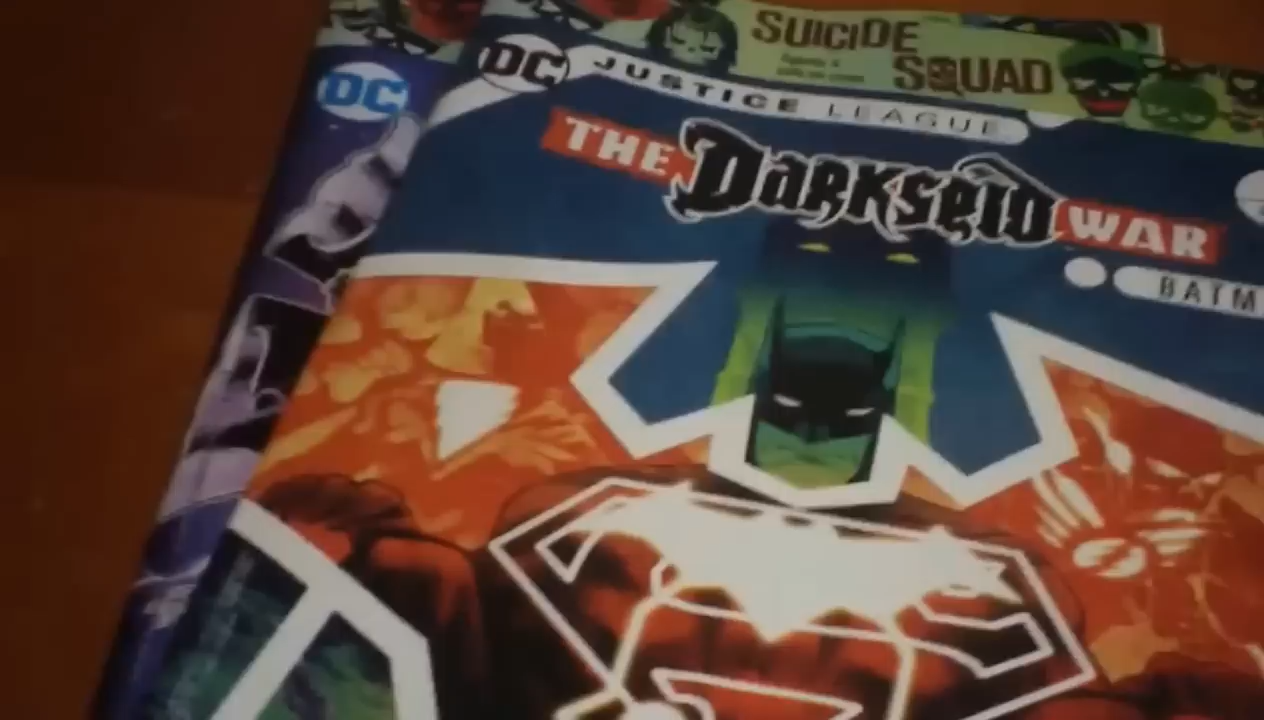 SUICIDE
SQUAD
DC
DC
JUSTICE LEAGUE
THE DARKSEID WAR
BATM